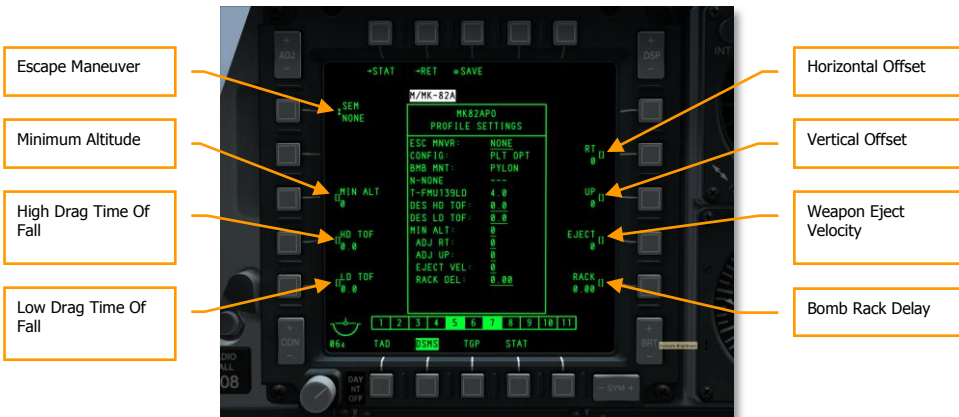 Escape Maneuver
Minimum Altitude
High Drag Time Of
Fall
Low Drag Time Of
Fall
+
ADJ
-
+
DSP
-
INT
→STAT →RET SAVE
M/MK-82A
SEM
NONE
MIN ALT
0
HD TOF
0.0
LD TOF
0.0
MK82APO
PROFILE SETTINGS
ESC MNVR: NONE
CONFIG: PLT OPT
BMB MNT: PYLON
N-NONE ---
T-FMU139LD 4.0
DES HD TOF: 0.0
DES LD TOF: 0.0
MIN ALT: 0
ADJ RT: 0
ADJ UP: 0
EJECT VEL: 0
RACK DEL: 0.00
RT
0
UP
0
EJECT
0
RACK
0.00
1 2 3 4 5 6 7 8 9 10 11
TAD DSMS TGP STAT
CON
-
+
BRT
DAY
NT
OFF
- SYM +
08
Horizontal Offset
Vertical Offset
Weapon Eject
Velocity
Bomb Rack Delay